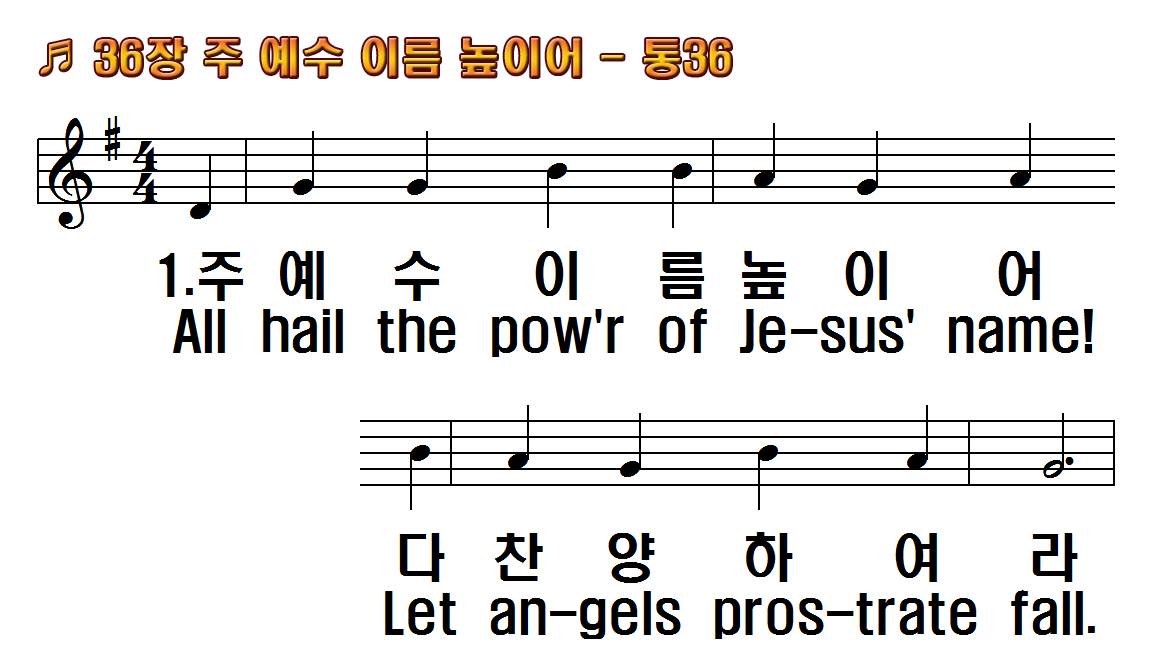 ♬ 36장 주 예수 이름 높이어 - 통36
1.주 예 수 이 름 높 이 어
All hail the pow'r of Je-sus' name!
다 찬 양 하 여 라
Let an-gels pros-trate fall.